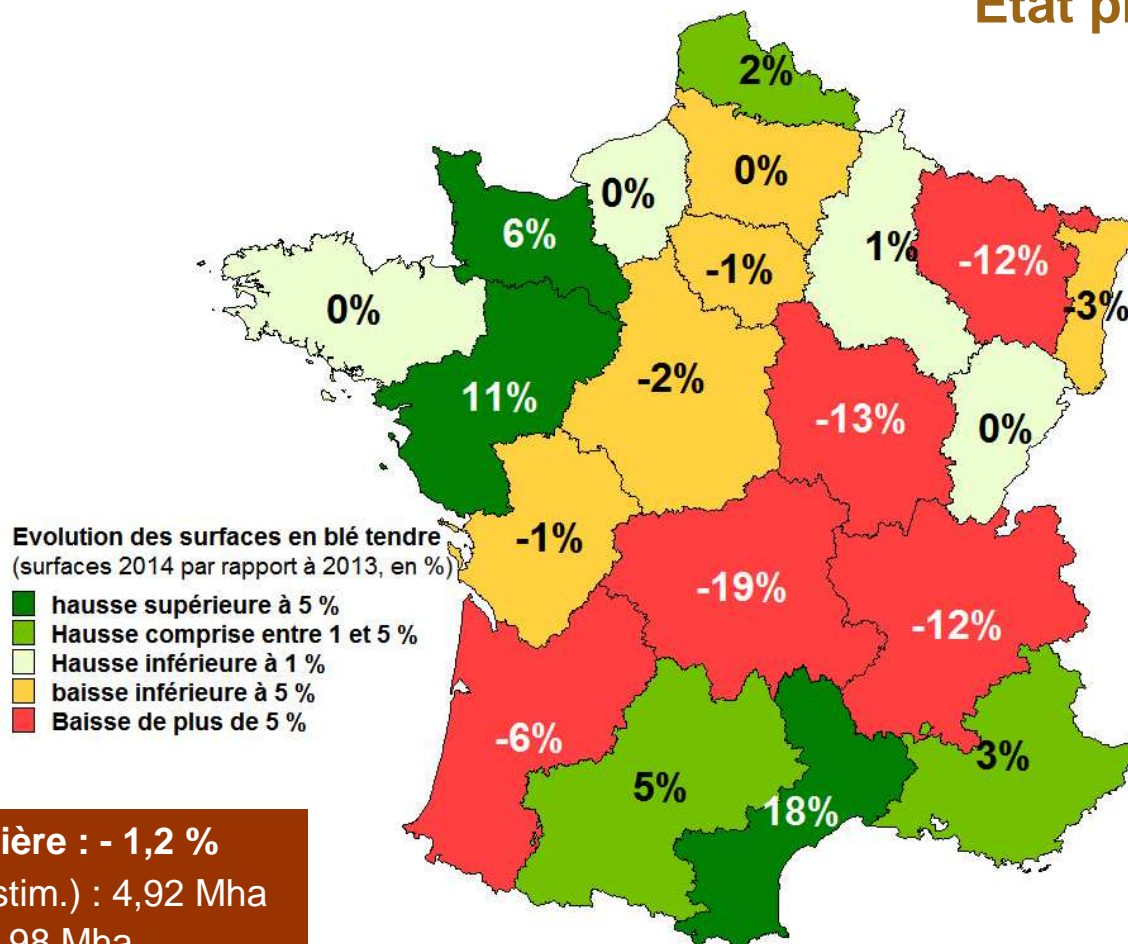 Etat p
2%
0%
0%
6%
1%
-12%
-1%
-3%
0%
-2%
11%
-13%
0%
-1%
-19%
-12%
-6%
5%
3%
18%
Evolution des surfaces en blé tendre
(surfaces 2014 par rapport à 2013, en %)
hausse supérieure à 5 %
Hausse comprise entre 1 et 5 %
Hausse inférieure à 1 %
baisse inférieure à 5 %
Baisse de plus de 5 %
ière : - 1,2 %
stim.) : 4,92 Mha
98 Mha